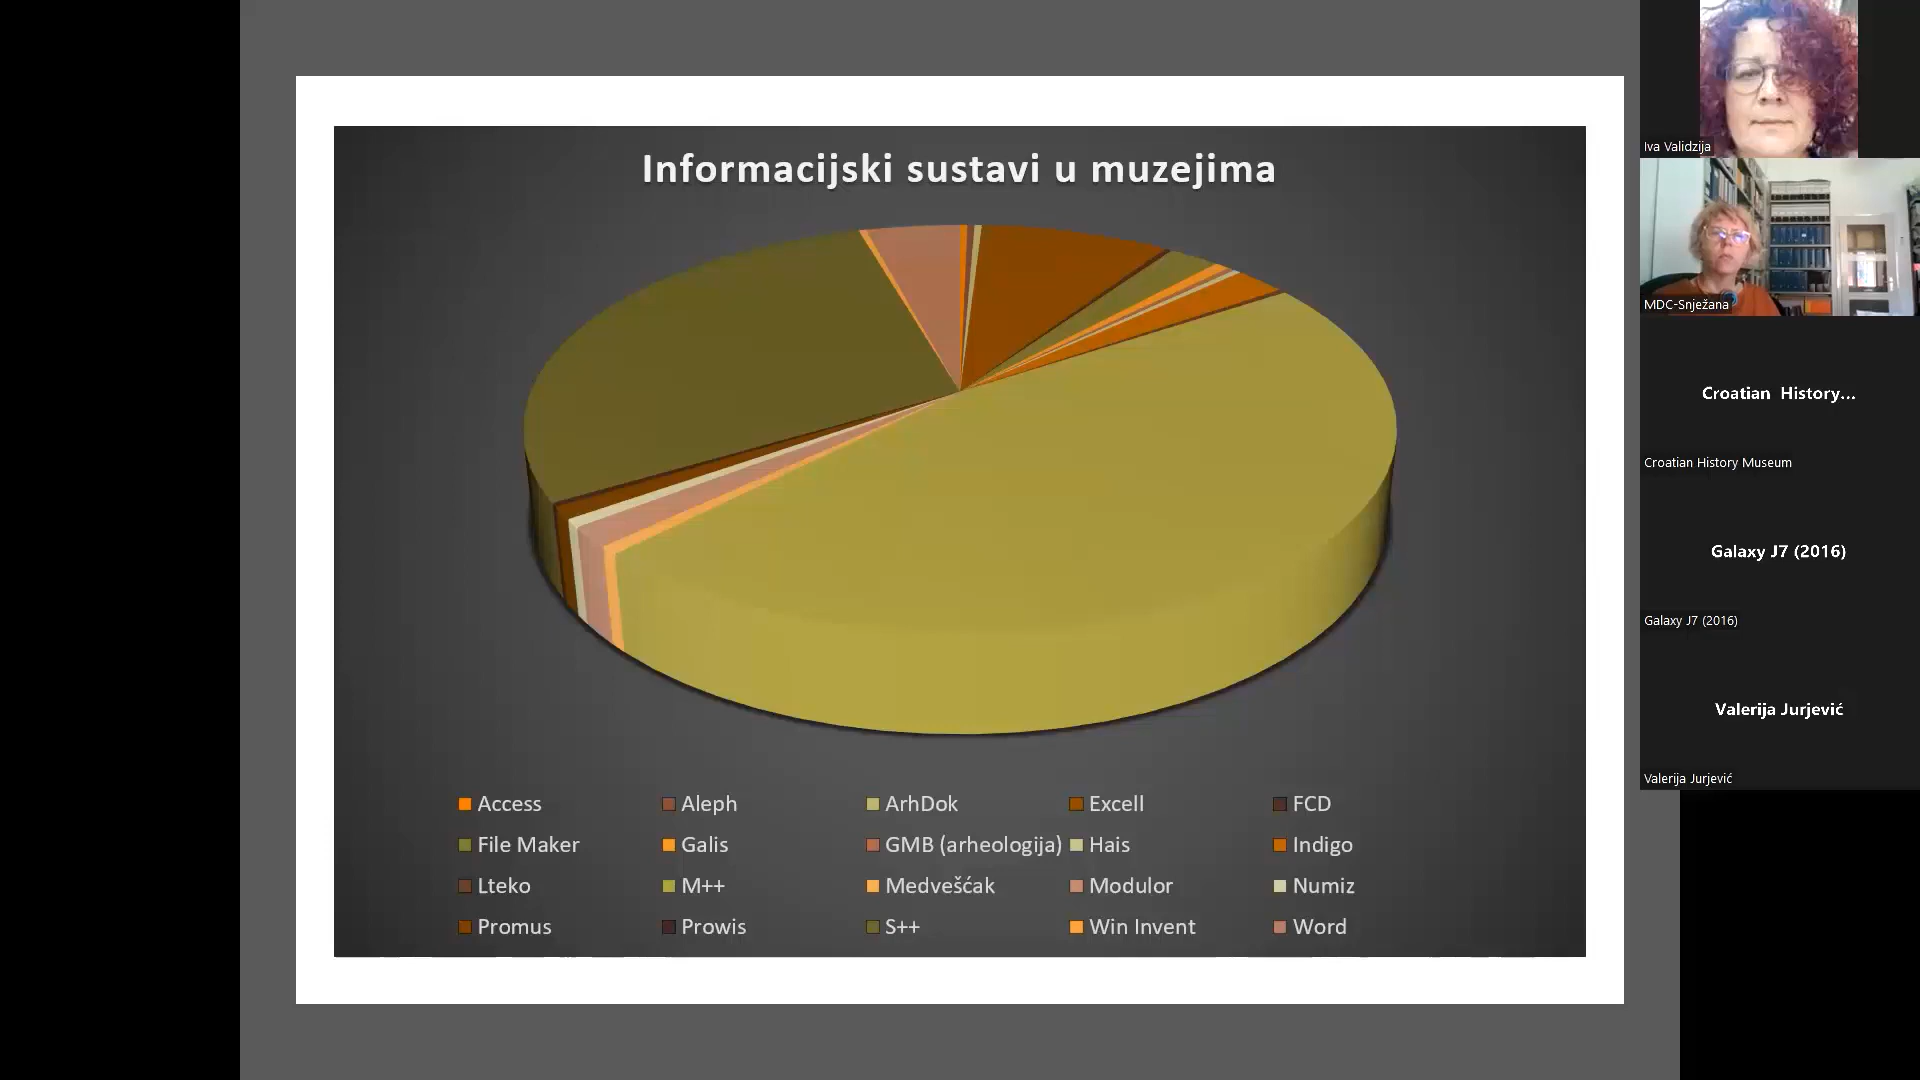 Informacijski sustavi u muzejima
Access Aleph ArhDok Excell FCD
File Maker Galis GMB (arheologija) Hais Indigo
Lteko M++ Medvešćak Modulor Numiz
Promus Prowis S++ Win Invent Word
Iva Validzija
MDC-Snježana
Croatian History...
Croatian History Museum
Galaxy J7 (2016)
Galaxy J7 (2016)
Valerija Jurjević
Valerija Jurjević